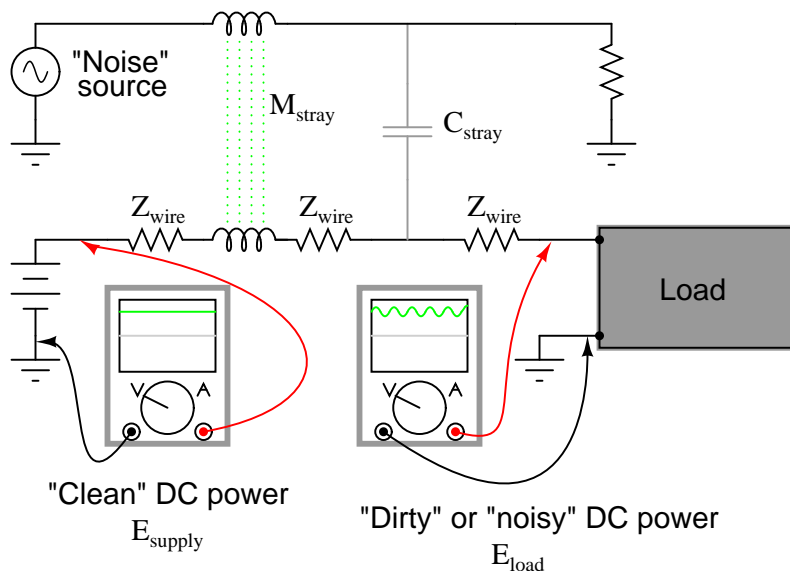 "Noise"
source
M stray
C stray
Z wire
Z wire
Z wire
Load
V A
V A
"Clean" DC power
E supply
"Dirty" or "noisy" DC power
E load